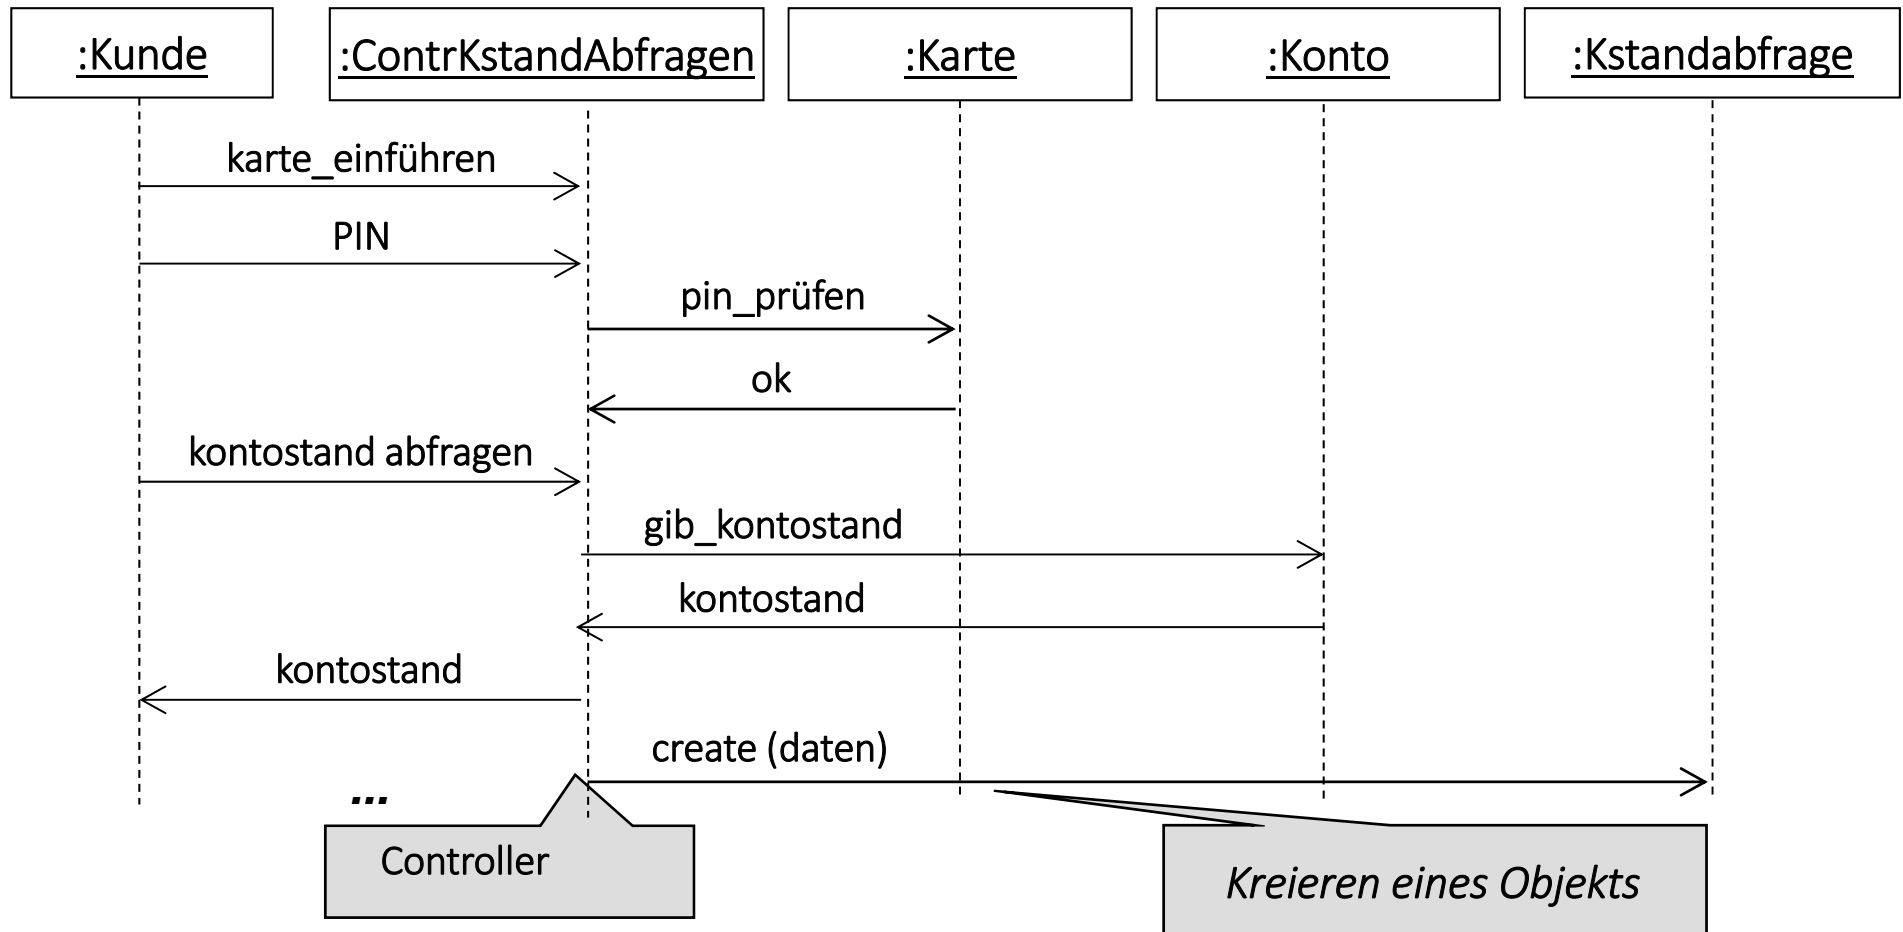 :Kunde
:ContrKstandAbfragen
:Karte
:Konto
:Kstandabfrage
karte_einführen
PIN
pin_prüfen
ok
kontostand abfragen
gib_kontostand
kontostand
kontostand
create (daten)
...
Controller
Kreieren eines Objekts